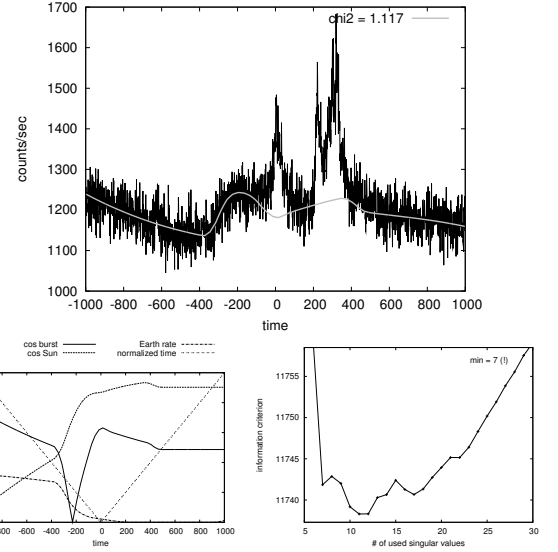 1700
chi2 = 1.117
1600
1500
1400
1300
1200
1100
1000
counts/sec
-1000 -800 -600 -400 -200 0 200 400 600 800 1000
time
cos burst
cos Sun
Earth rate
normalized time
-800 -600 -400 -200 0 200 400 600 800 1000
time
min = 7 (!)
11755
11750
11745
11740
information criterion
5 10 15 20 25 30
# of used singular values